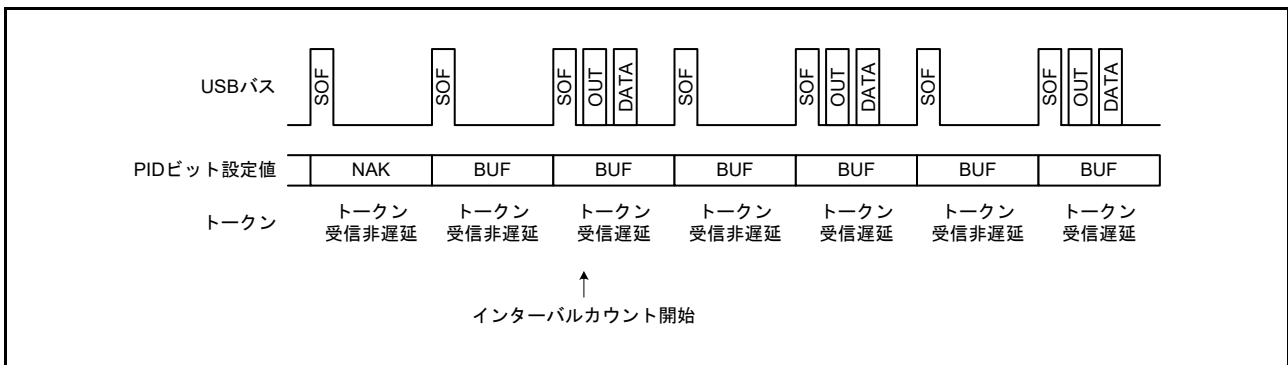 USBバス
SOF
SOF
SOF
OUT
DATA
SOF
SOF
OUT
DATA
SOF
SOF
OUT
DATA
PIDビット設定値
NAK
BUF
BUF
BUF
BUF
BUF
BUF
トークン
トークン
受信非遅延
トークン
受信非遅延
トークン
受信遅延
トークン
受信非遅延
トークン
受信遅延
トークン
受信非遅延
トークン
受信遅延
↑
インターバルカウント開始